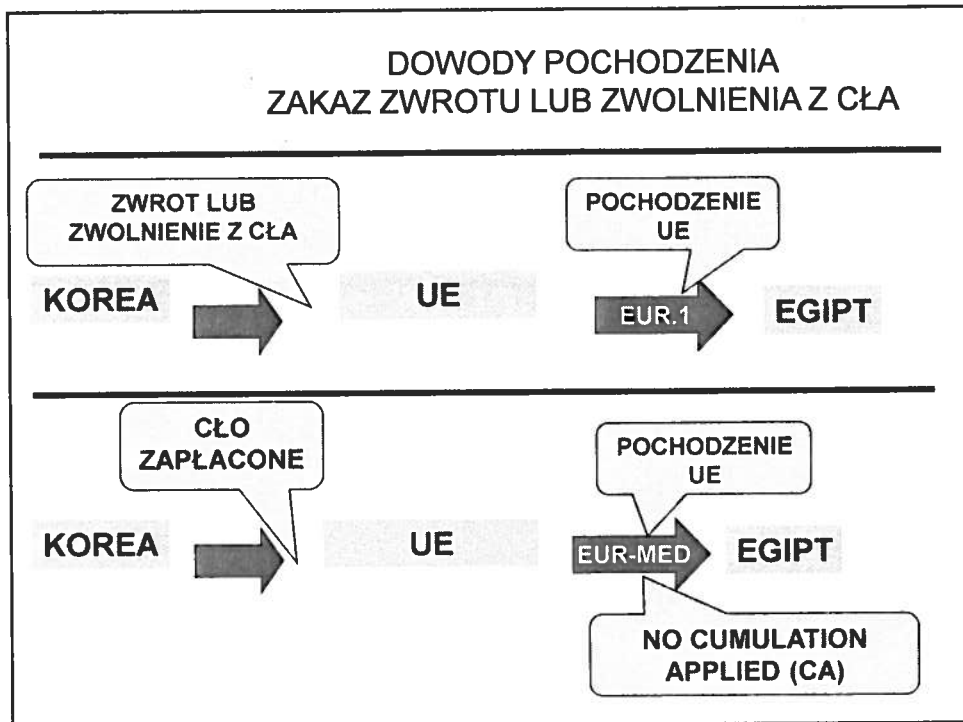 DOWODY POCHODZENIA
ZAKAZ ZWROTU LUB ZWOLNIENIA Z CŁA
ZWROT LUB
ZWOLNIENIE Z CŁA
POCHODZENIE
UE
KOREA
UE
EUR.1
EGIPT
CŁO
ZAPŁACONE
POCHODZENIE
UE
KOREA
UE
EUR-MED
EGIPT
NO CUMULATION
APPLIED (CA)